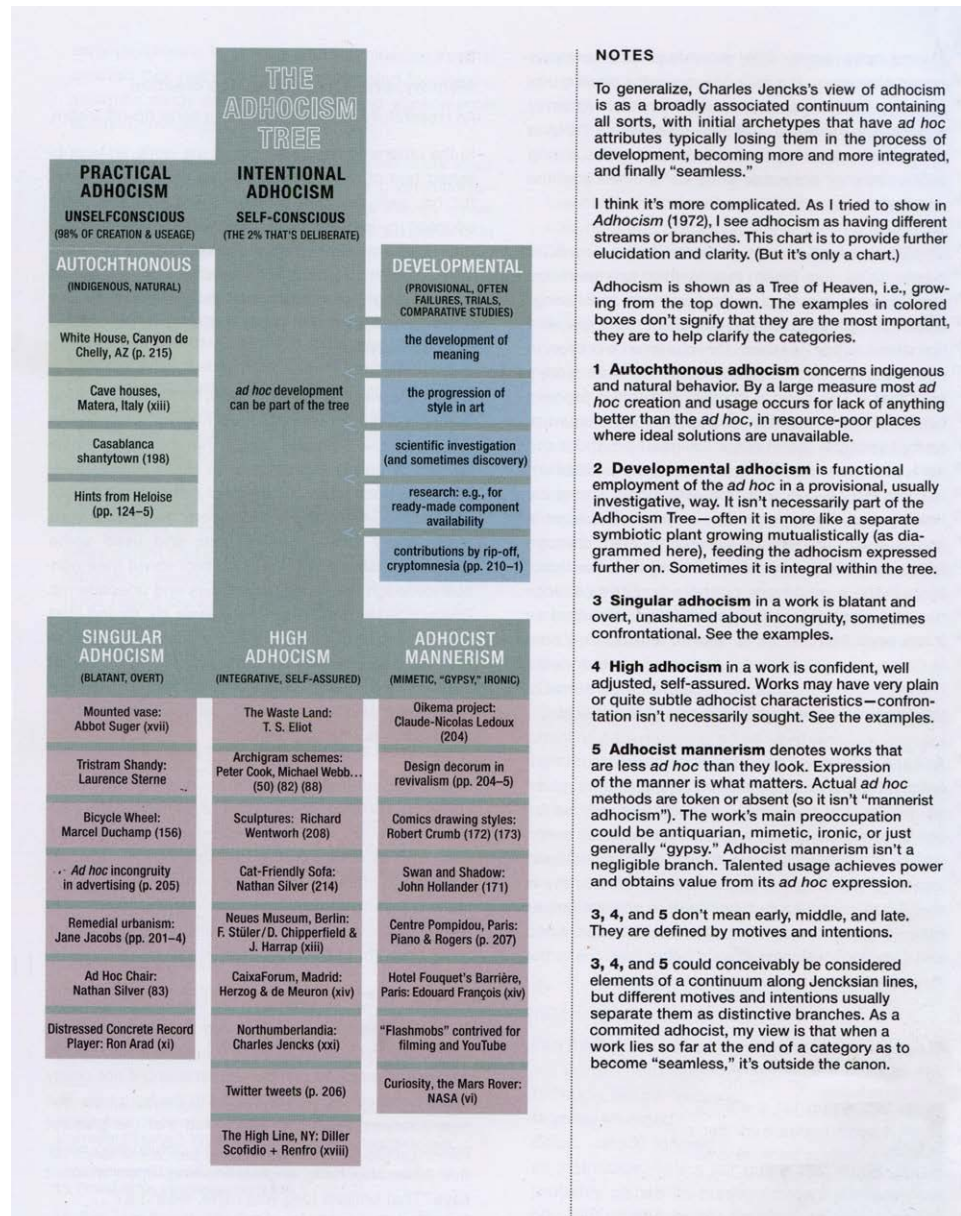 THE
ADHOCISM
TREE
PRACTICAL
ADHOCISM
UNSELFCONSCIOUS
(98% OF CREATION & USEAGE)
INTENTIONAL
ADHOCISM
SELF-CONSCIOUS
(THE 2% THAT'S DELIBERATE)
AUTOCHTHONOUS
(INDIGENOUS, NATURAL)
White House, Canyon de
Chelly, AZ (p. 215)
Cave houses,
Matera, Italy (xiii)
Casablanca
shantytown (198)
Hints from Heloise
(pp. 124–5)
ad hoc development
can be part of the tree
DEVELOPMENTAL
(PROVISIONAL, OFTEN
FAILURES, TRIALS,
COMPARATIVE STUDIES)
the development of
meaning
the progression of
style in art
scientific investigation
(and sometimes discovery)
research: e.g., for
ready-made component
availability
contributions by rip-off,
cryptomnesia (pp. 210–1)
SINGULAR
ADHOCISM
(BLATANT, OVERT)
Mounted vase:
Abbot Suger (xvii)
Tristram Shandy:
Laurence Sterne
Bicycle Wheel:
Marcel Duchamp (156)
Ad hoc incongruity
in advertising (p. 205)
Remedial urbanism:
Jane Jacobs (pp. 201–4)
Ad Hoc Chair:
Nathan Silver (83)
Distressed Concrete Record
Player: Ron Arad (xi)
HIGH
ADHOCISM
(INTEGRATIVE, SELF-ASSURED)
The Waste Land:
T. S. Eliot
Archigram schemes:
Peter Cook, Michael Webb...
(50) (82) (88)
Sculptures: Richard
Wentworth (208)
Cat-Friendly Sofa:
Nathan Silver (214)
Neues Museum, Berlin:
F. Stüler/D. Chipperfield &
J. Harrap (xiii)
CaixaForum, Madrid:
Herzog & de Meuron (xiv)
Northumberlandia:
Charles Jencks (xxi)
Twitter tweets (p. 206)
The High Line, NY: Diller
Scofidio + Renfro (xviii)
ADHOCIST
MANNERISM
(MIMETIC, "GYPSY," IRONIC)
Oikema project:
Claude-Nicolas Ledoux
(204)
Design decorum in
revivalism (pp. 204–5)
Comics drawing styles:
Robert Crumb (172) (173)
Swan and Shadow:
John Hollander (171)
Centre Pompidou, Paris:
Piano & Rogers (p. 207)
Hotel Fouquet's Barrière,
Paris: Edouard François (xiv)
"Flashmobs" contrived for
filming and YouTube
Curiosity, the Mars Rover:
NASA (vi)
NOTES
To generalize, Charles Jencks's view of adhocism
is as a broadly associated continuum containing
all sorts, with initial archetypes that have ad hoc
attributes typically losing them in the process of
development, becoming more and more integrated,
and finally "seamless."
I think it's more complicated. As I tried to show in
Adhocism (1972), I see adhocism as having different
streams or branches. This chart is to provide further
elucidation and clarity. (But it's only a chart.)
Adhocism is shown as a Tree of Heaven, i.e., grow-
ing from the top down. The examples in colored
boxes don't signify that they are the most important,
they are to help clarify the categories.
1 Autochthonous adhocism concerns indigenous
and natural behavior. By a large measure most ad
hoc creation and usage occurs for lack of anything
better than the ad hoc, in resource-poor places
where ideal solutions are unavailable.
2 Developmental adhocism is functional
employment of the ad hoc in a provisional, usually
investigative, way. It isn't necessarily part of the
Adhocism Tree—often it is more like a separate
symbiotic plant growing mutualistically (as dia-
grammed here), feeding the adhocism expressed
further on. Sometimes it is integral within the tree.
3 Singular adhocism in a work is blatant and
overt, unashamed about incongruity, sometimes
confrontational. See the examples.
4 High adhocism in a work is confident, well
adjusted, self-assured. Works may have very plain
or quite subtle adhocist characteristics—confron-
tation isn't necessarily sought. See the examples.
5 Adhocist mannerism denotes works that
are less ad hoc than they look. Expression
of the manner is what matters. Actual ad hoc
methods are token or absent (so it isn't "mannerist
adhocism"). The work's main preoccupation
could be antiquarian, mimetic, ironic, or just
generally "gypsy." Adhocist mannerism isn't a
negligible branch. Talented usage achieves power
and obtains value from its ad hoc expression.
3, 4, and 5 don't mean early, middle, and late.
They are defined by motives and intentions.
3, 4, and 5 could conceivably be considered
elements of a continuum along Jencksian lines,
but different motives and intentions usually
separate them as distinctive branches. As a
commited adhocist, my view is that when a
work lies so far at the end of a category as to
become "seamless," it's outside the canon.